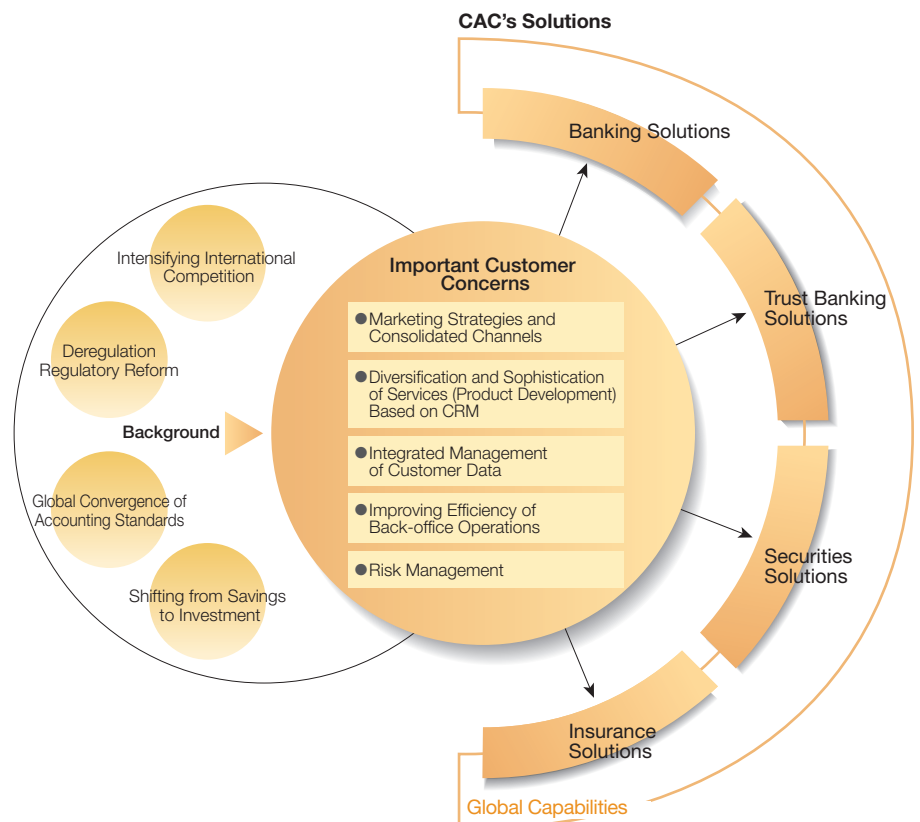 CAC's Solutions
Banking Solutions
Trust Banking
Solutions
Securities
Solutions
Insurance
Solutions
Global Capabilities
Intensifying International
Competition
Deregulation
Regulatory Reform
Background
Global Convergence of
Accounting Standards
Shifting from Savings
to Investment
Important Customer
Concerns
●Marketing Strategies and
Consolidated Channels
●Diversification and Sophistication
of Services (Product Development)
Based on CRM
●Integrated Management
of Customer Data
●Improving Efficiency of
Back-office Operations
●Risk Management